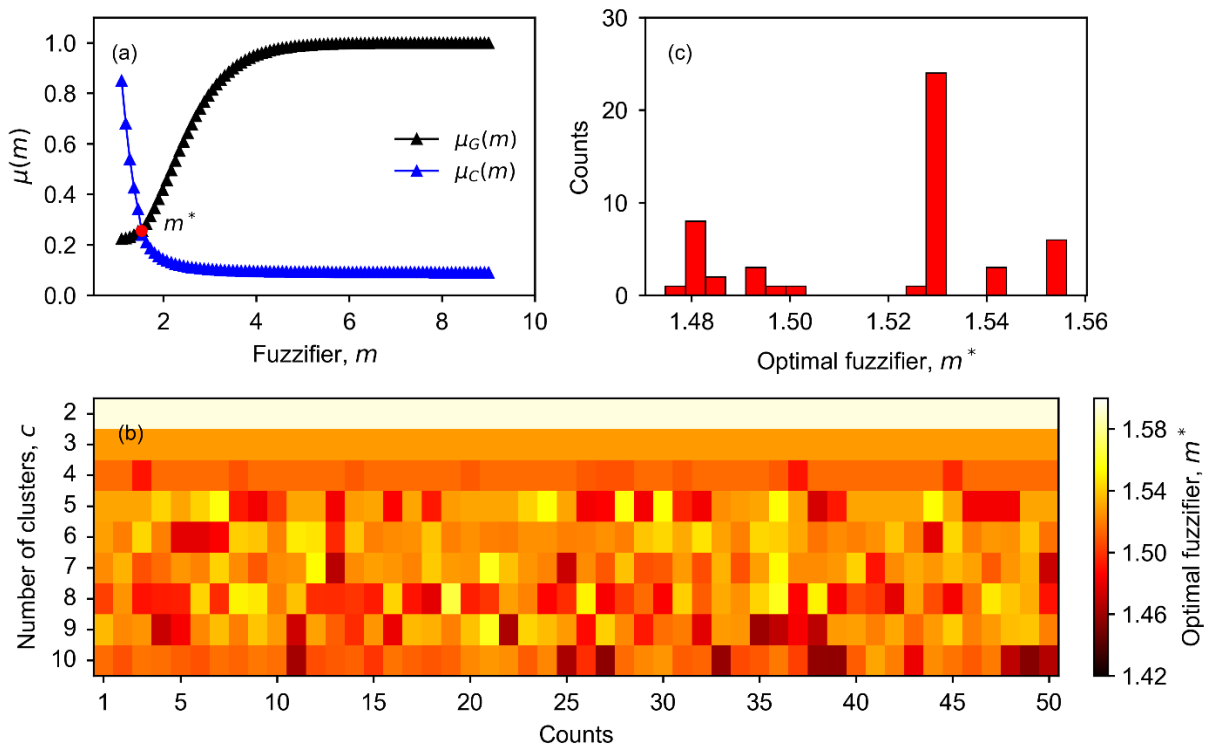 (a)
μ(m)
1.0
0.8
0.6
0.4
0.2
0.0
μ_G(m)
μ_C(m)
m*
2 4 6 8 10
Fuzzifier, m
(c)
Counts
30
20
10
0
1.48 1.50 1.52 1.54 1.56
Optimal fuzzifier, m*
(b)
Number of clusters, c
2
3
4
5
6
7
8
9
10
1 5 10 15 20 25 30 35 40 45 50
Counts
1.58
1.54
1.50
1.46
1.42
Optimal fuzzifier, m*